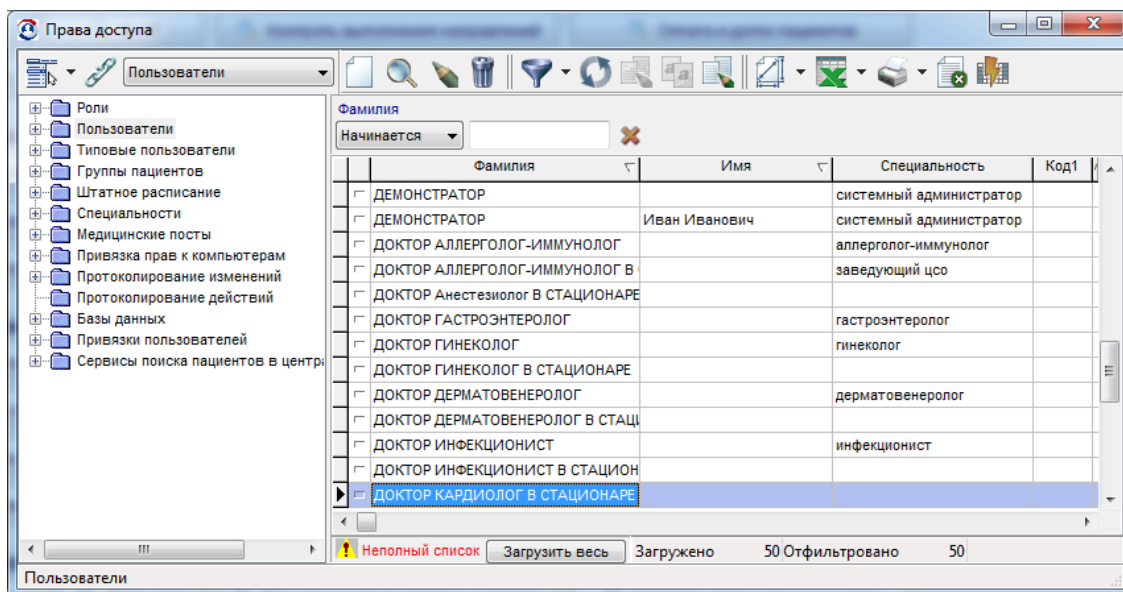 Права доступа
Пользователи
Роли
Пользователи
Типовые пользователи
Группы пациентов
Штатное расписание
Специальности
Медицинские посты
Привязка прав к компьютерам
Протоколирование изменений
Протоколирование действий
Базы данных
Привязки пользователей
Сервисы поиска пациентов в центр
Фамилия
Начинается
Фамилия Имя Специальность Код1
ДЕМОНСТРАТОР системный администратор
ДЕМОНСТРАТОР Иван Иванович системный администратор
ДОКТОР АЛЛЕРГОЛОГ-ИММУНОЛОГ аллерголог-иммунолог
ДОКТОР АЛЛЕРГОЛОГ-ИММУНОЛОГ В заведующий цсо
ДОКТОР Анестезиолог В СТАЦИОНАРЕ
ДОКТОР ГАСТРОЭНТЕРОЛОГ гастроэнтеролог
ДОКТОР ГИНЕКОЛОГ гинеколог
ДОКТОР ГИНЕКОЛОГ В СТАЦИОНАРЕ
ДОКТОР ДЕРМАТОВЕНЕРОЛОГ дерматовенеролог
ДОКТОР ДЕРМАТОВЕНЕРОЛОГ В СТАЦ
ДОКТОР ИНФЕКЦИОНИСТ инфекционист
ДОКТОР ИНФЕКЦИОНИСТ В СТАЦИОН
ДОКТОР КАРДИОЛОГ В СТАЦИОНАРЕ
Неполный список Загрузить весь Загружено 50 Отфильтровано 50
Пользователи